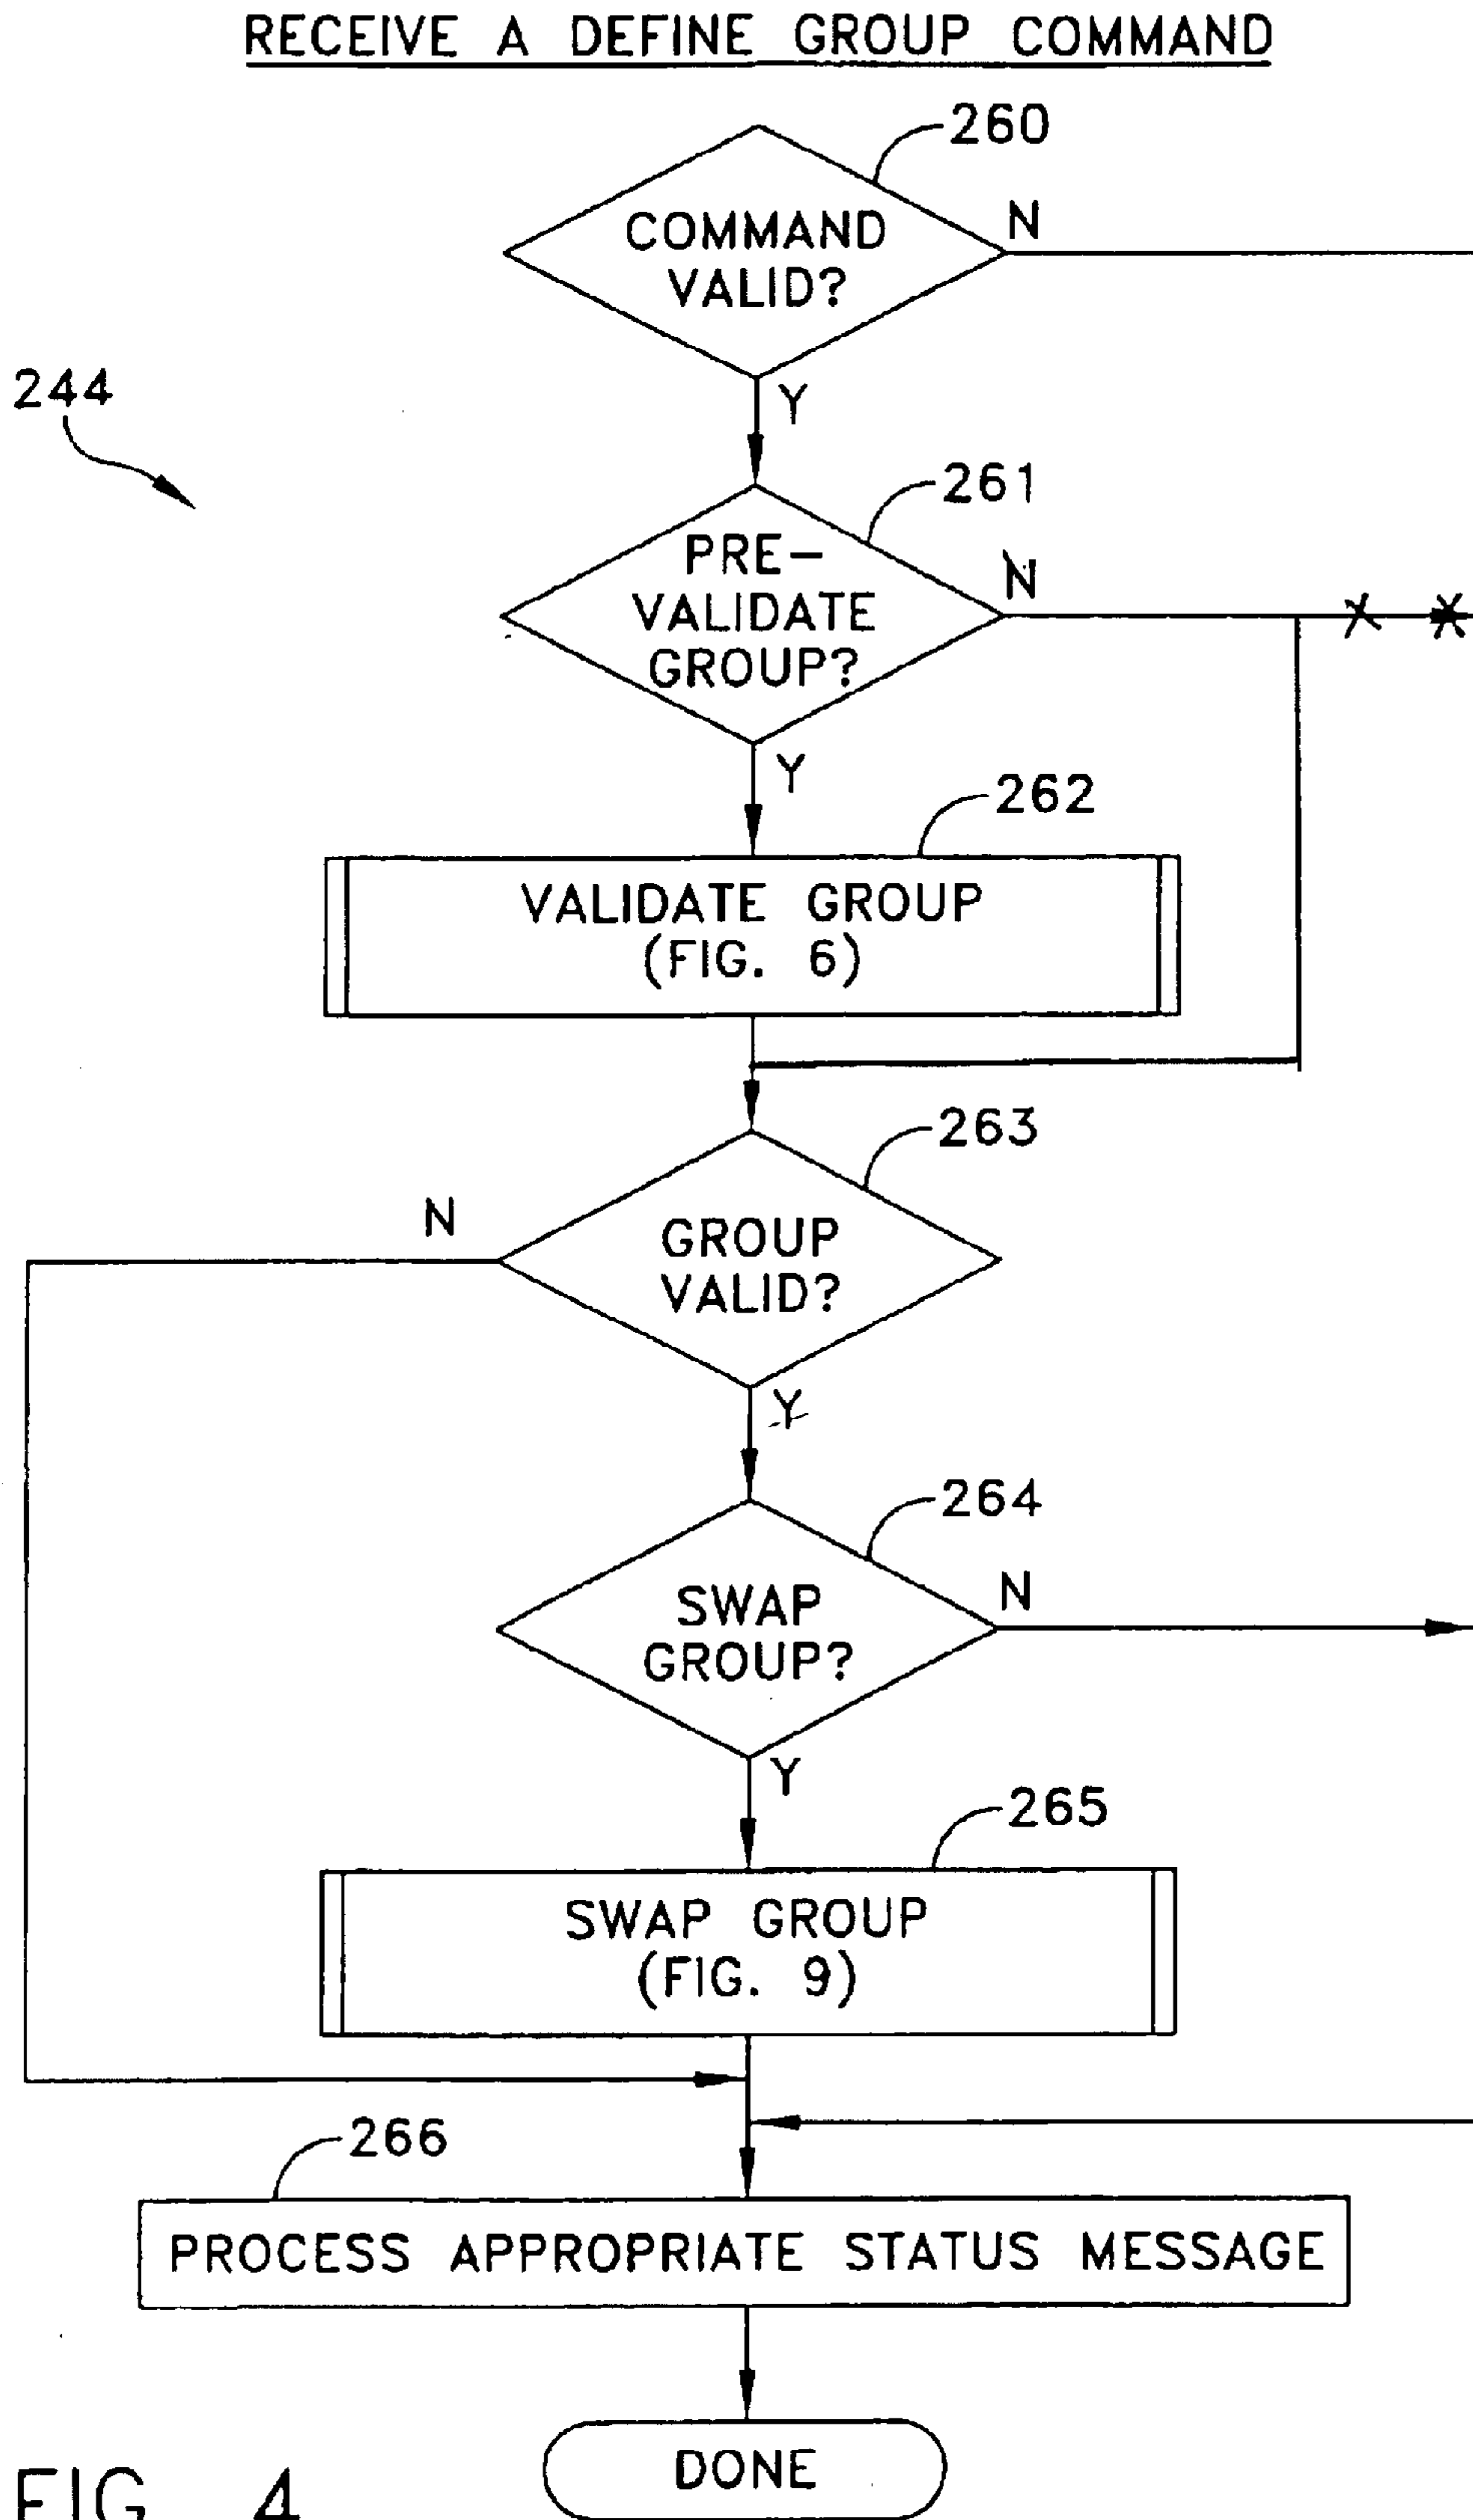 RECEIVE A DEFINE GROUP COMMAND
260
COMMAND
VALID?
N
Y
244
261
PRE-
VALIDATE
GROUP?
N
Y
262
VALIDATE GROUP
(FIG. 6)
263
GROUP
VALID?
N
Y
264
SWAP
GROUP?
N
Y
265
SWAP GROUP
(FIG. 9)
266
PROCESS APPROPRIATE STATUS MESSAGE
DONE
FIG. 4